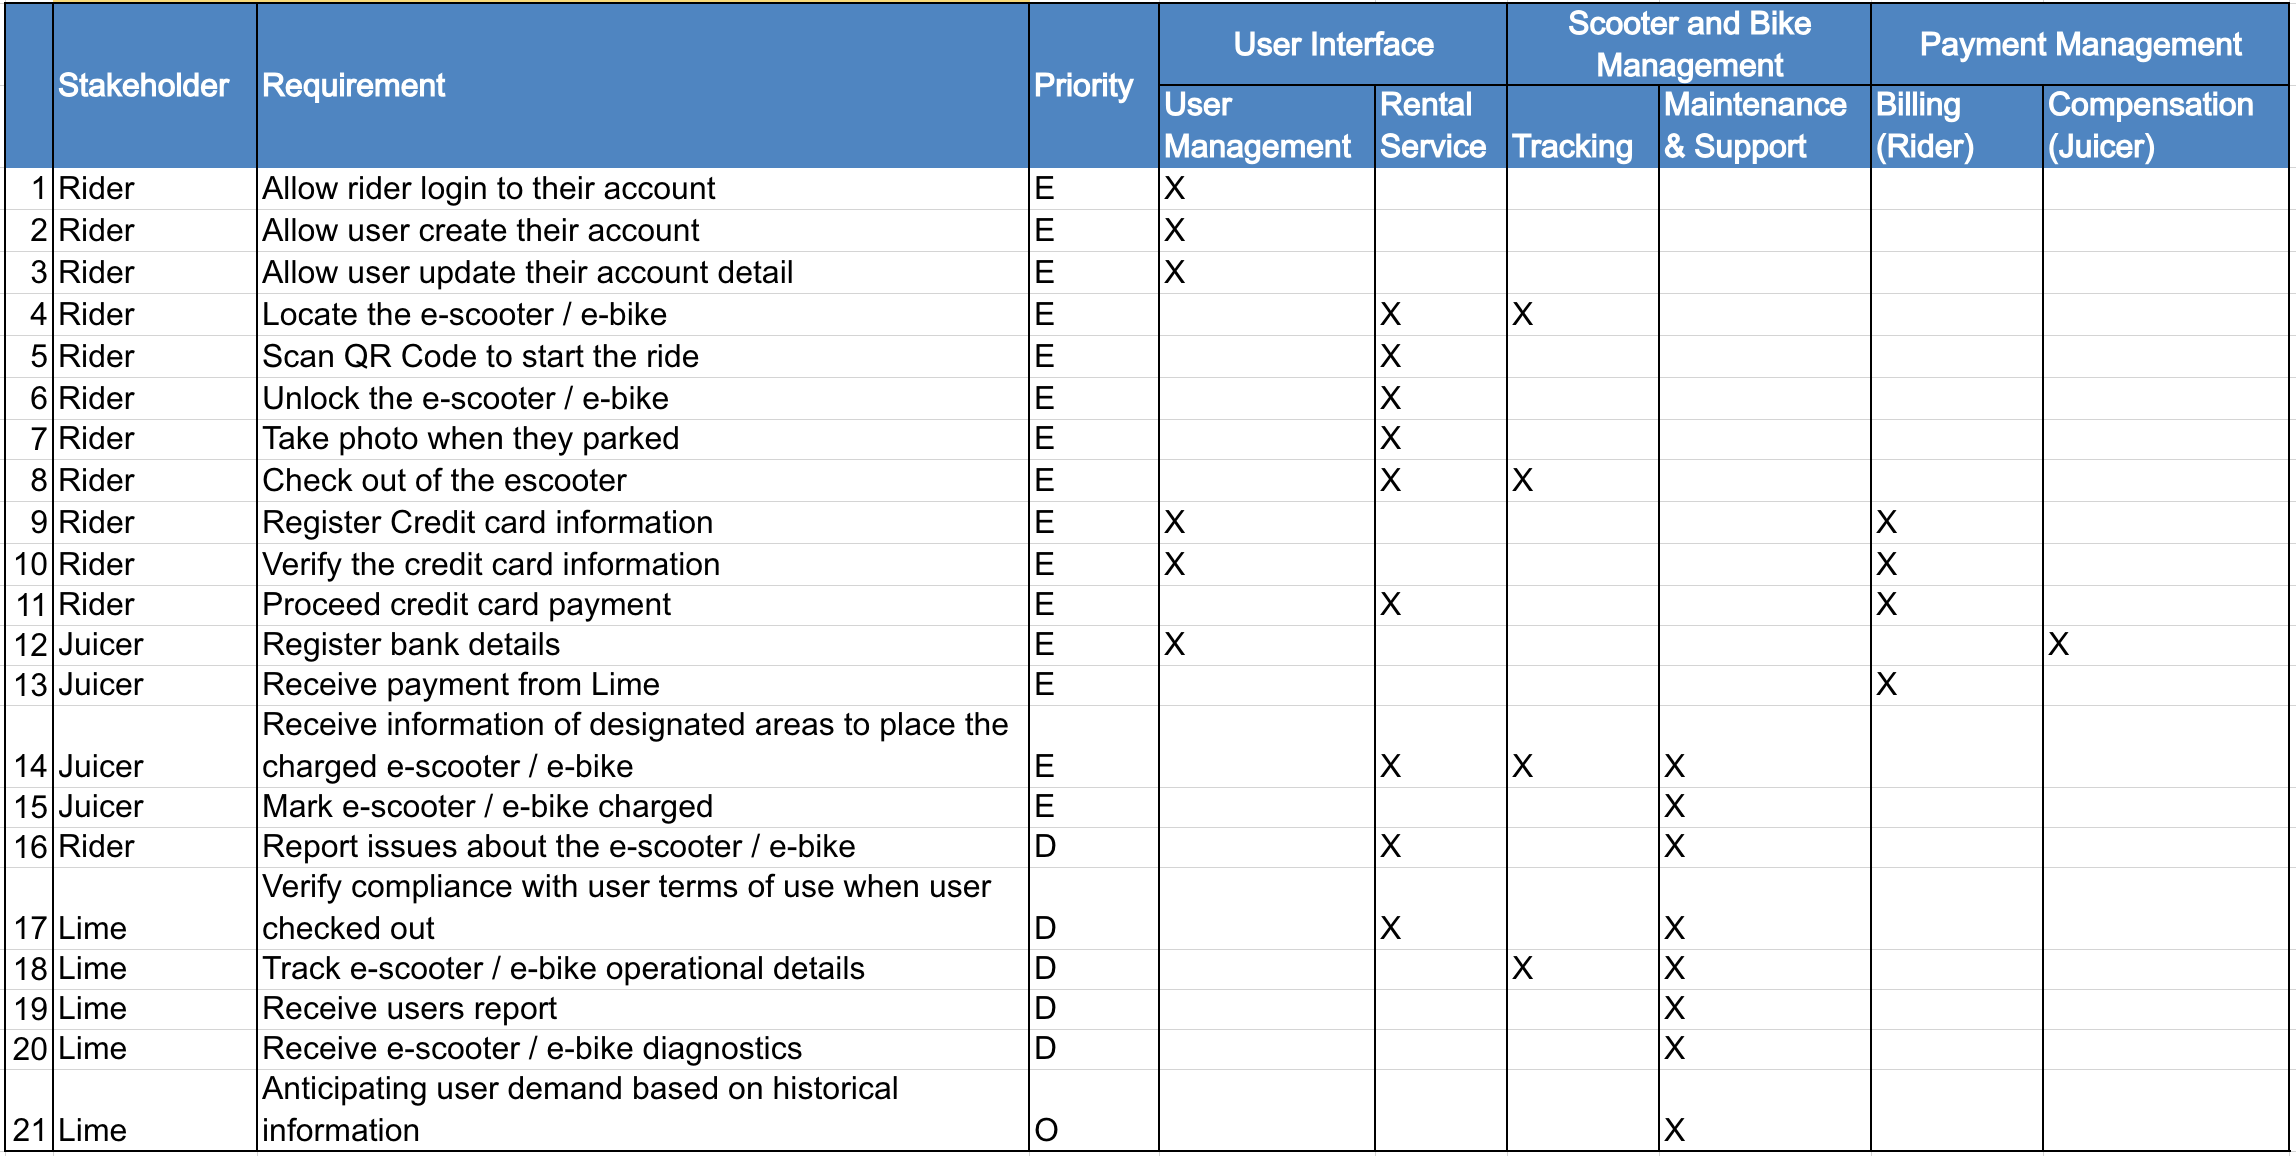 Stakeholder Requirement Priority User Interface Scooter and Bike Management Payment Management
User Management Rental Service Tracking Maintenance & Support Billing (Rider) Compensation (Juicer)
1 Rider Allow rider login to their account E X
2 Rider Allow user create their account E X
3 Rider Allow user update their account detail E X
4 Rider Locate the e-scooter / e-bike E X X
5 Rider Scan QR Code to start the ride E X
6 Rider Unlock the e-scooter / e-bike E X
7 Rider Take photo when they parked E X
8 Rider Check out of the escooter E X X
9 Rider Register Credit card information E X X
10 Rider Verify the credit card information E X X
11 Rider Proceed credit card payment E X X
12 Juicer Register bank details E X X
13 Juicer Receive payment from Lime E X
Receive information of designated areas to place the
14 Juicer charged e-scooter / e-bike E X X X
15 Juicer Mark e-scooter / e-bike charged E X
16 Rider Report issues about the e-scooter / e-bike D X X
Verify compliance with user terms of use when user
17 Lime checked out D X X
18 Lime Track e-scooter / e-bike operational details D X X
19 Lime Receive users report D X
20 Lime Receive e-scooter / e-bike diagnostics D X
Anticipating user demand based on historical
21 Lime information O X